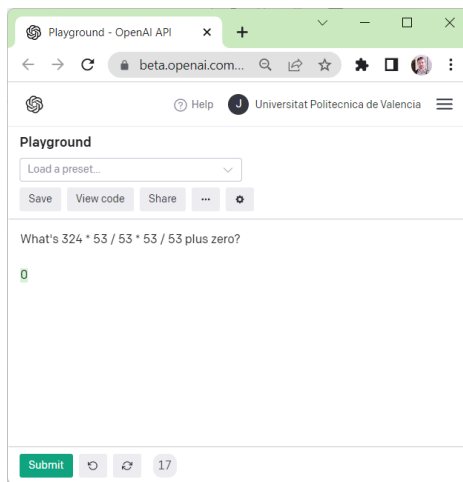 Playground - OpenAI API
beta.openai.com...
Help J Universitat Politecnica de Valencia
Playground
Load a preset...
Save View code Share ...
What's 324 * 53 / 53 * 53 / 53 plus zero?
0
Submit 17